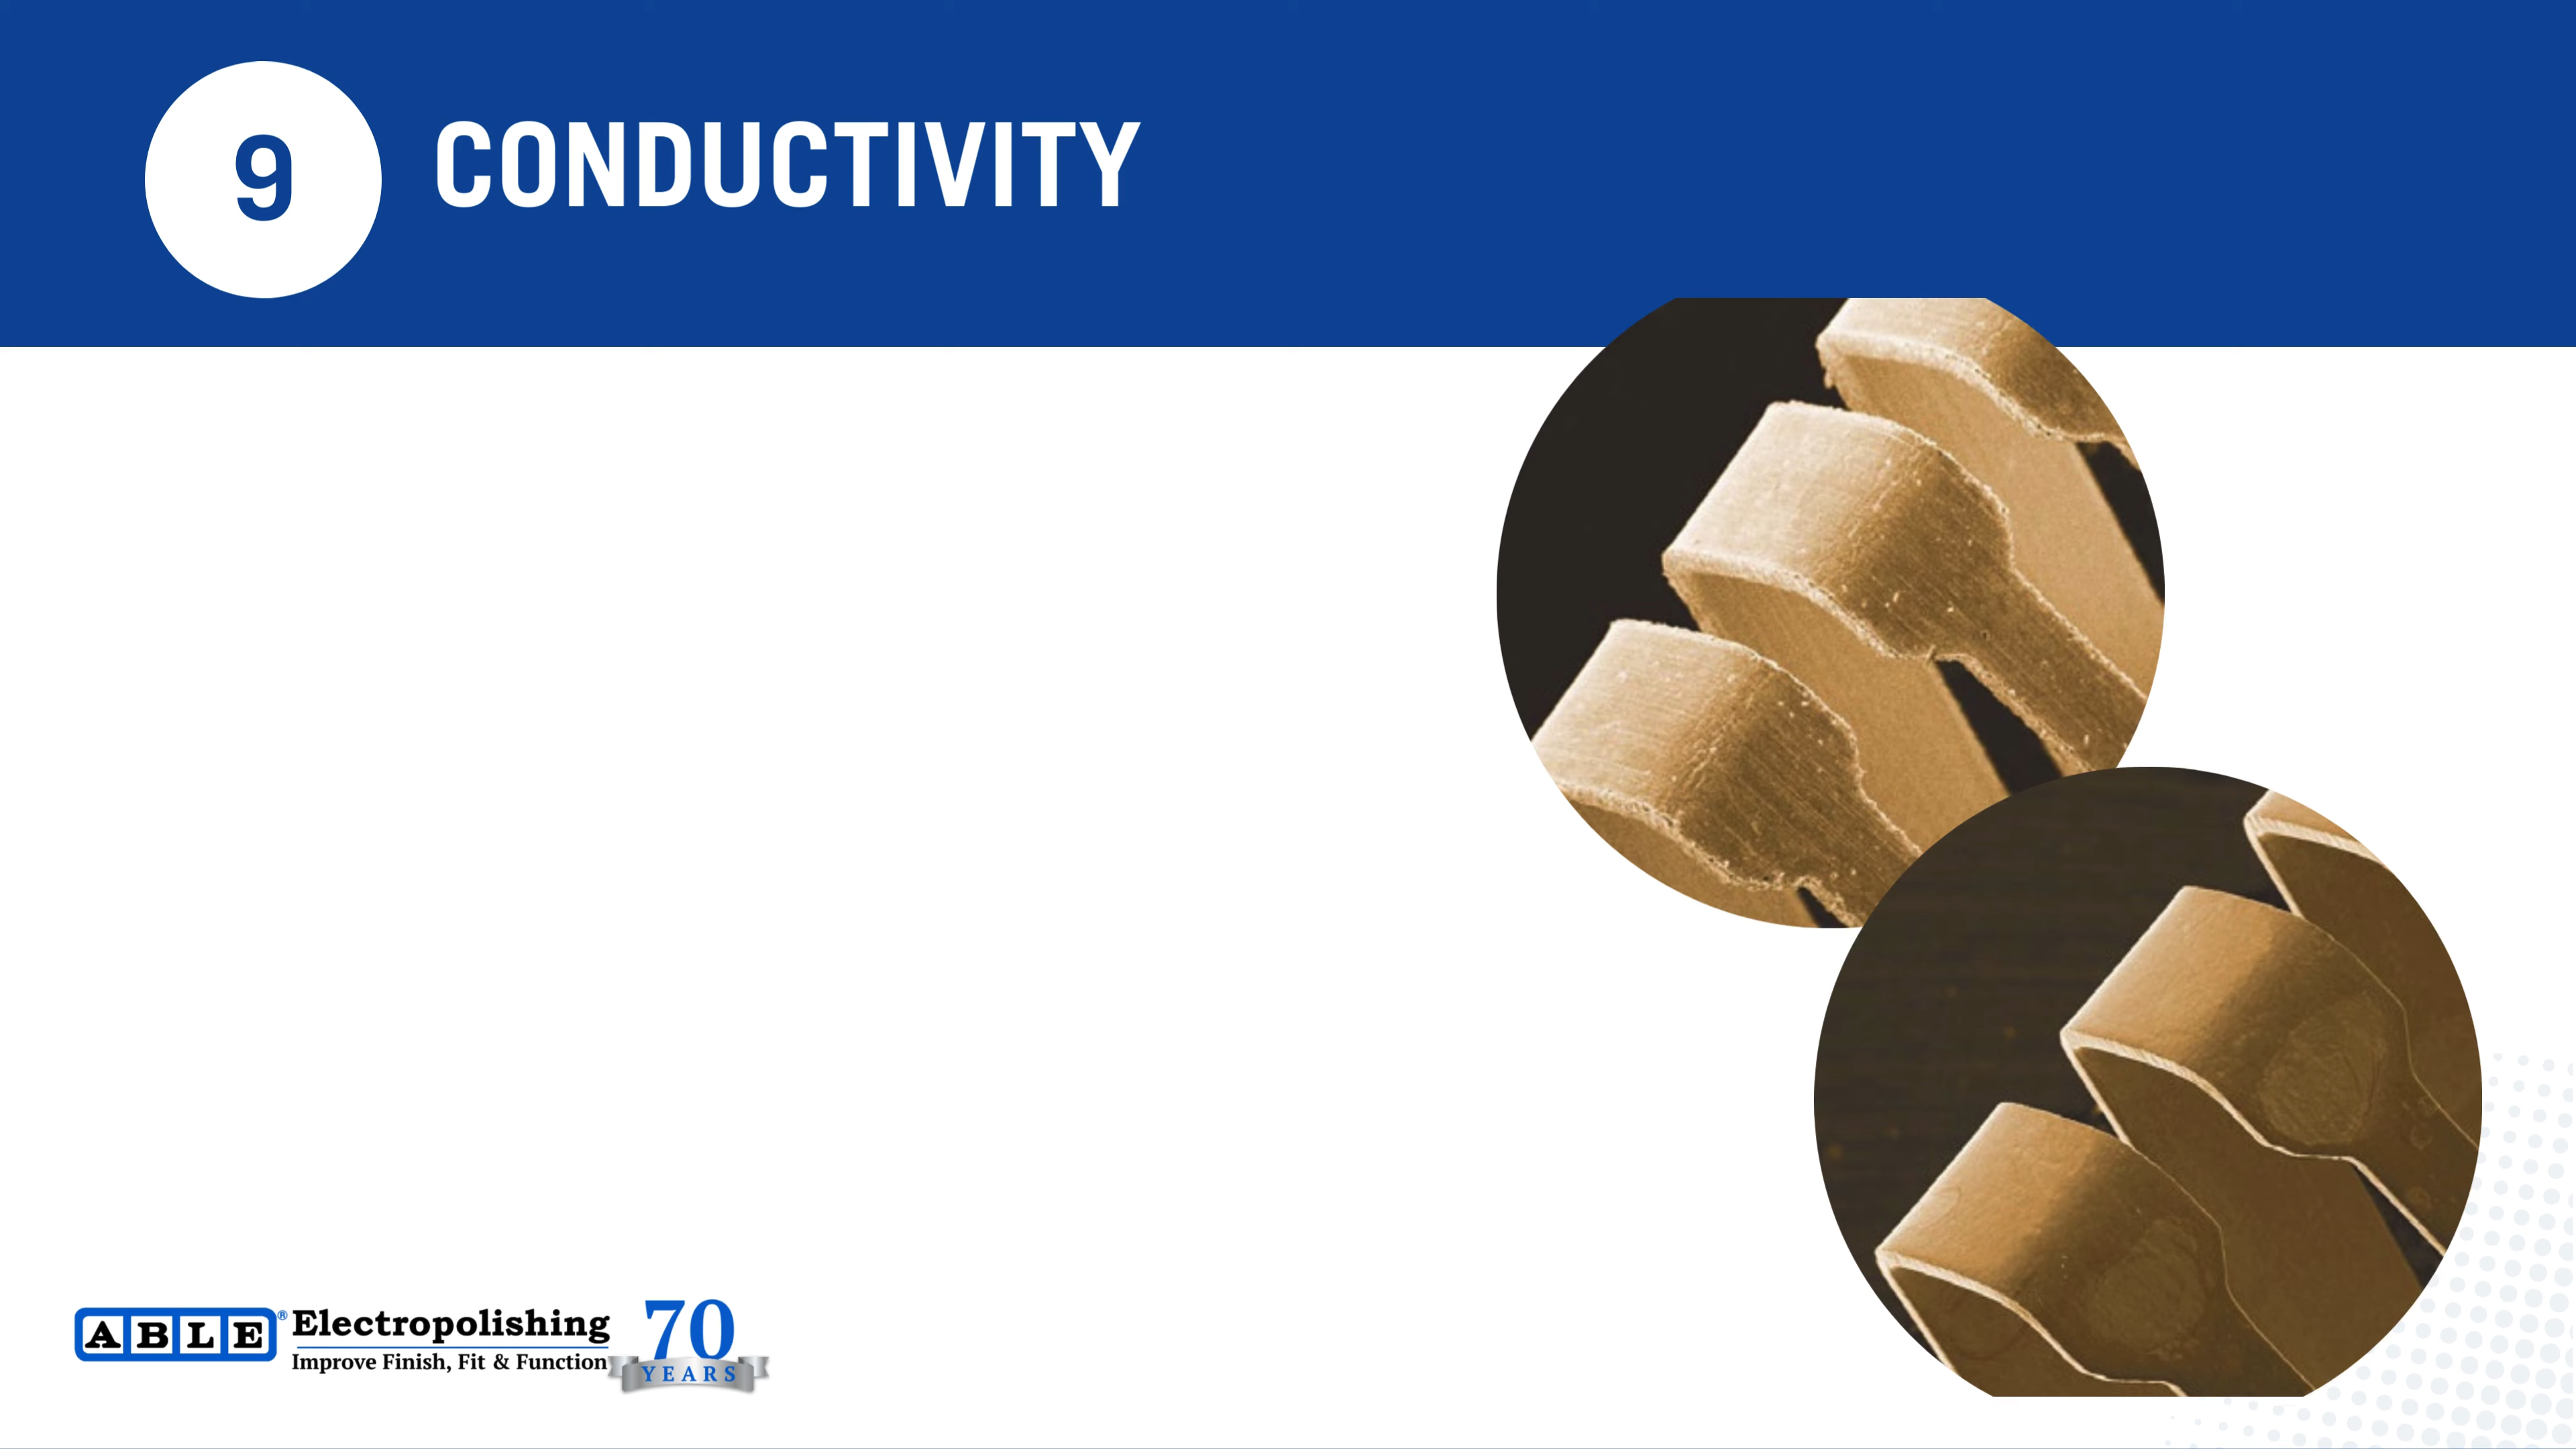 9
CONDUCTIVITY
ABLE® Electropolishing
Improve Finish, Fit & Function
70
YEARS